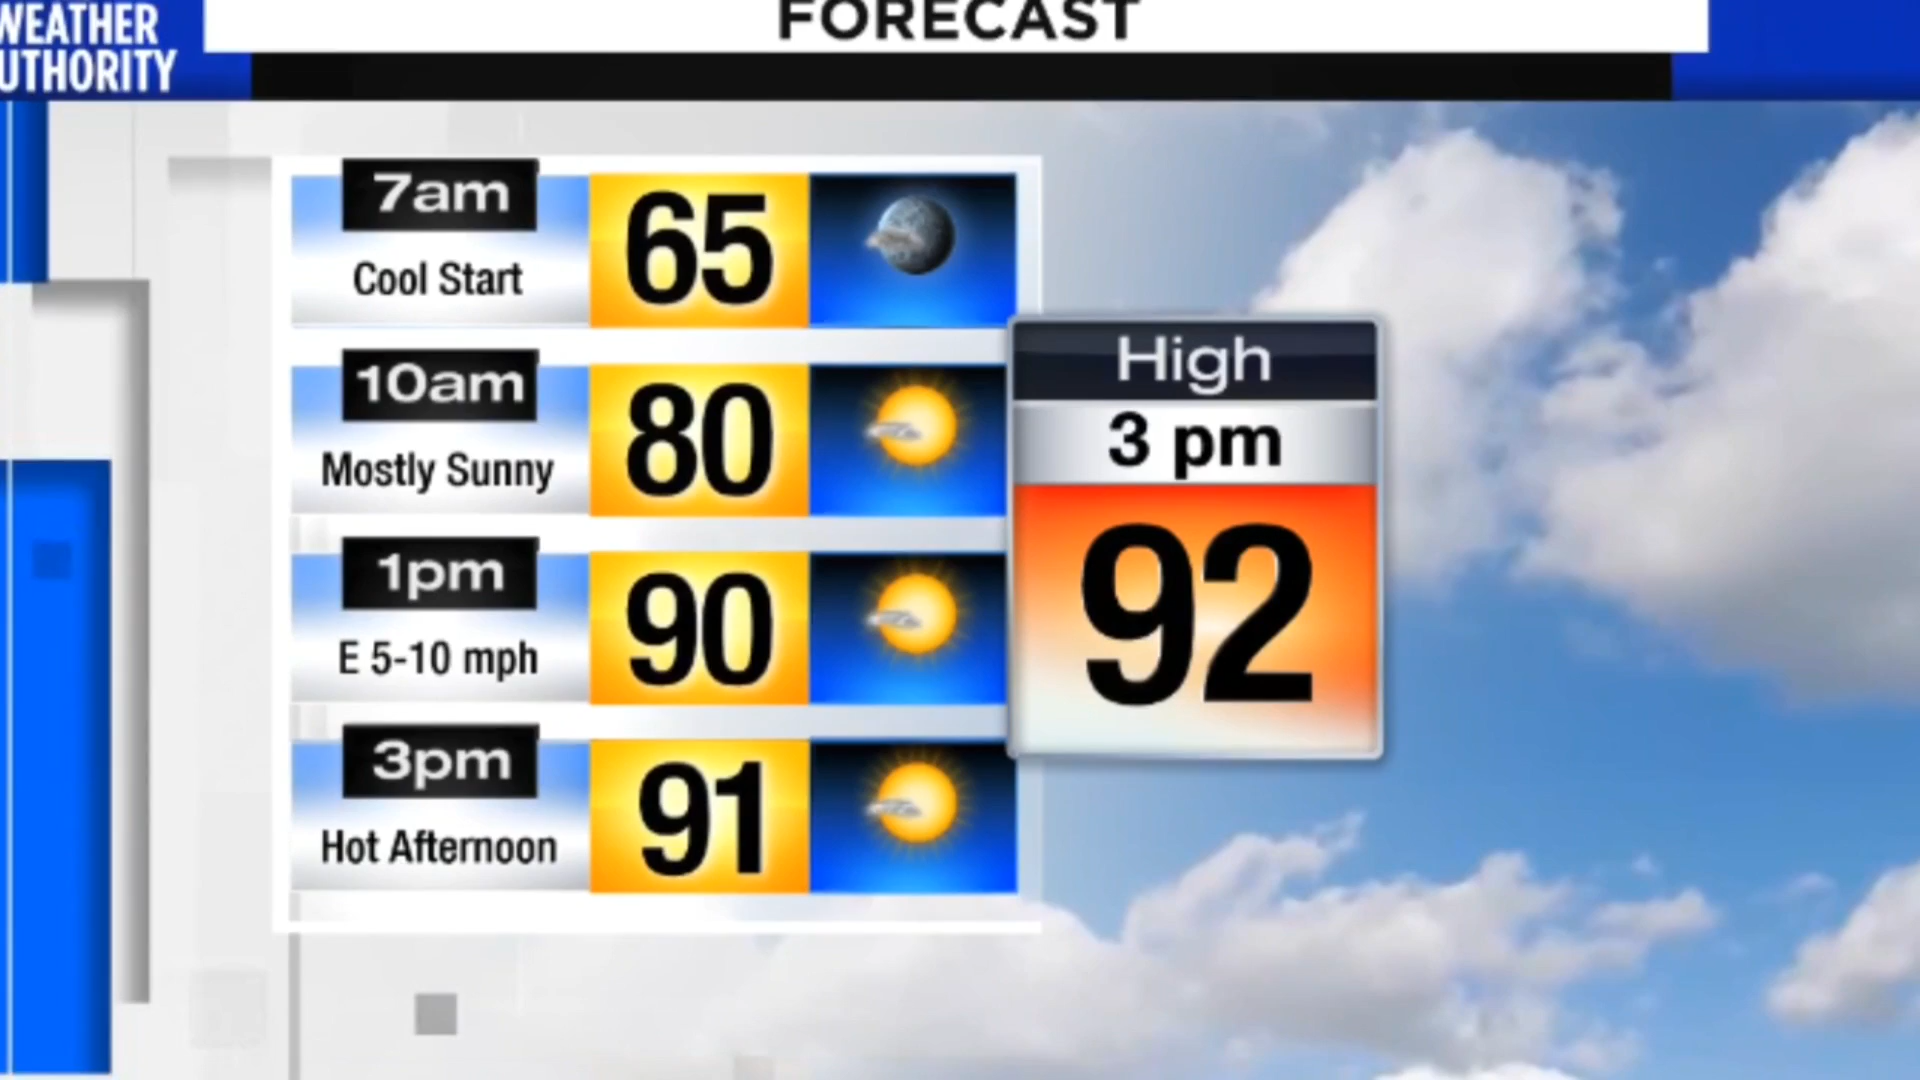 WEATHER
UTHORITY
FORECAST
7am
Cool Start
65
10am
Mostly Sunny
80
1pm
E 5-10 mph
90
3pm
Hot Afternoon
91
High
3 pm
92